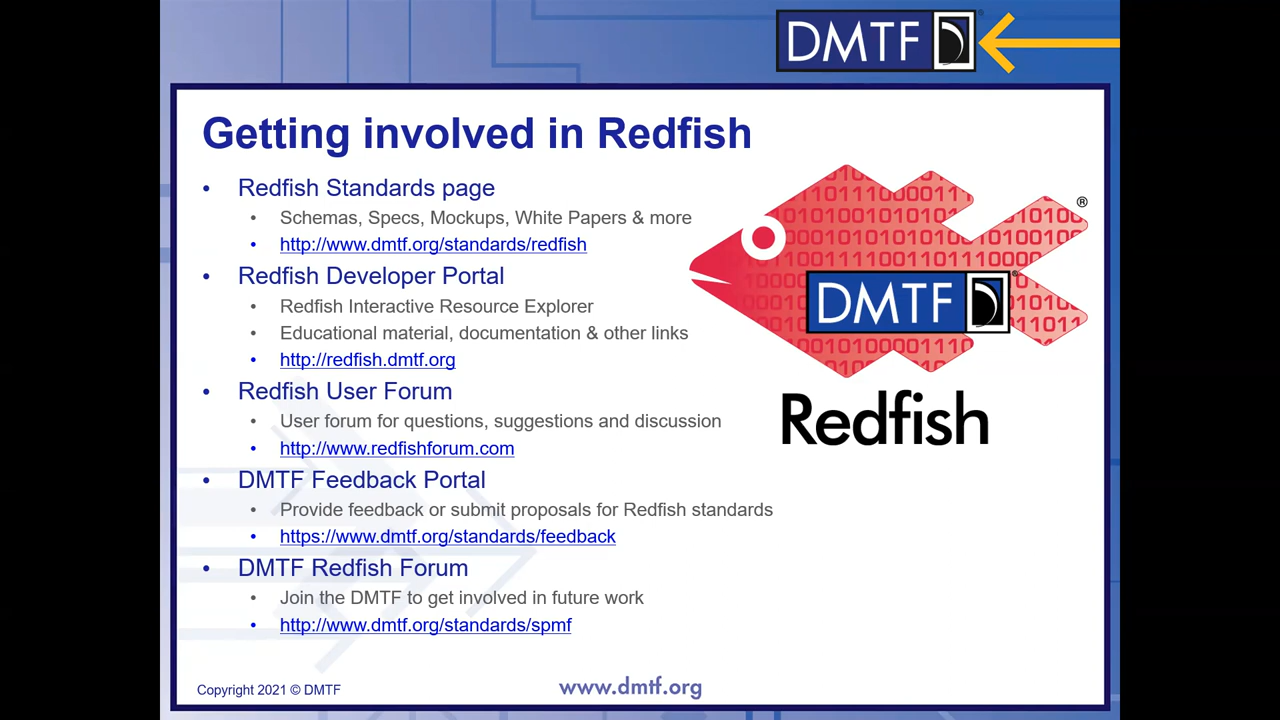 DMTF
Getting involved in Redfish
• Redfish Standards page
• Schemas, Specs, Mockups, White Papers & more
• http://www.dmtf.org/standards/redfish
• Redfish Developer Portal
• Redfish Interactive Resource Explorer
• Educational material, documentation & other links
• http://redfish.dmtf.org
• Redfish User Forum
• User forum for questions, suggestions and discussion
• http://www.redfishforum.com
• DMTF Feedback Portal
• Provide feedback or submit proposals for Redfish standards
• https://www.dmtf.org/standards/feedback
• DMTF Redfish Forum
• Join the DMTF to get involved in future work
• http://www.dmtf.org/standards/spmf
®
DMTF
Redfish
Copyright 2021 © DMTF
www.dmtf.org